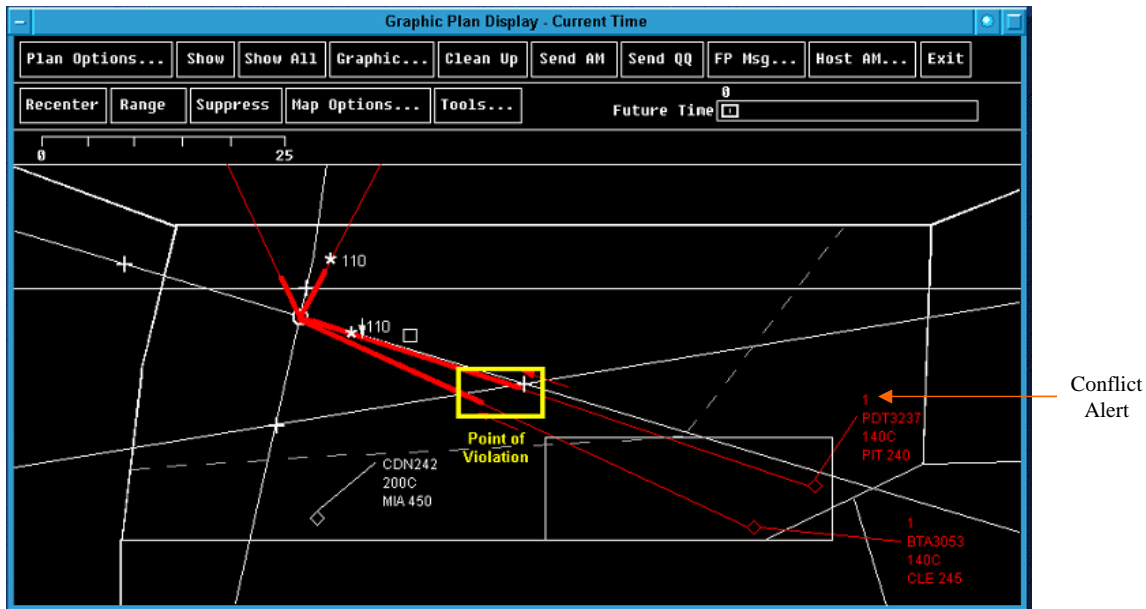 Graphic Plan Display - Current Time
Plan Options... Show Show All Graphic... Clean Up Send AM Send QQ FP Msg... Host AM... Exit
Recenter Range Suppress Map Options... Tools... Future Time 0
0 25
110
110
Conflict
Alert
1
PDT3237
140C
PIT 240
Point of
Violation
CDN242
200C
MIA 450
1
BTA3053
140C
CLE 245